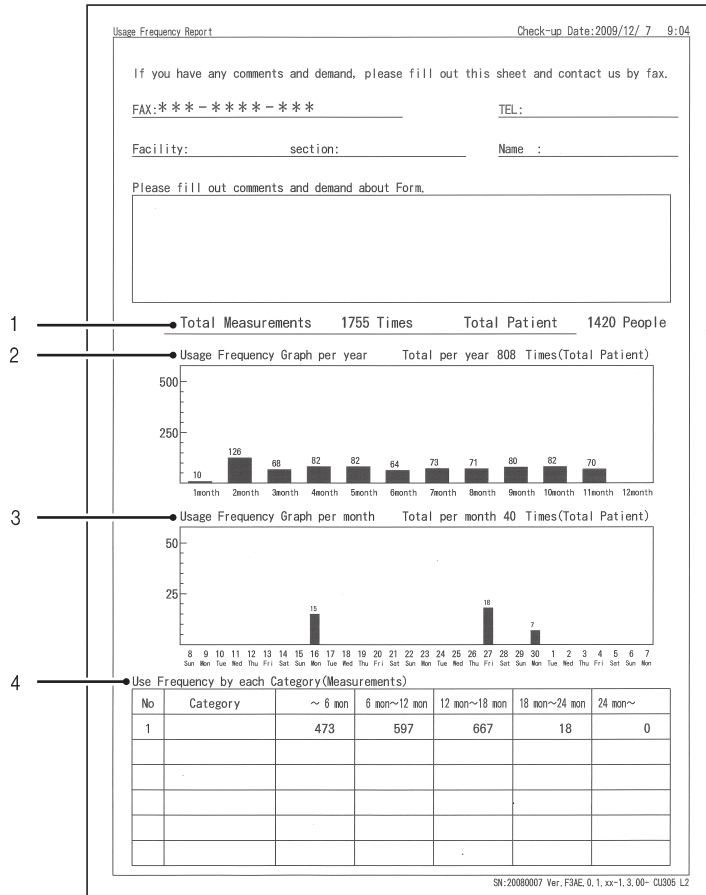 Usage Frequency Report Check-up Date:2009/12/ 7 9:04
If you have any comments and demand, please fill out this sheet and contact us by fax.
FAX:***-****-*** TEL:
Facility: section: Name :
Please fill out comments and demand about Form.
1 Total Measurements 1755 Times Total Patient 1420 People
2 Usage Frequency Graph per year Total per year 808 Times(Total Patient)
500
250
10 126 68 82 82 64 73 71 80 82 70
1month 2month 3month 4month 5month 6month 7month 8month 9month 10month 11month 12month
3 Usage Frequency Graph per month Total per month 40 Times(Total Patient)
50
25
15 18 7
8 9 10 11 12 13 14 15 16 17 18 19 20 21 22 23 24 25 26 27 28 29 30 1 2 3 4 5 6 7
Sun Mon Tue Wed Thu Fri Sat Sun Mon Tue Wed Thu Fri Sat Sun Mon Tue Wed Thu Fri Sat Sun Mon Tue Wed Thu Fri Sat Sun Mon
4 Use Frequency by each Category(Measurements)
No Category ~ 6 mon 6 mon~12 mon 12 mon~18 mon 18 mon~24 mon 24 mon~
1 473 597 667 18 0
SN:20080007 Ver.F3AE.0.1.xx-1.3.00- CU305 L2